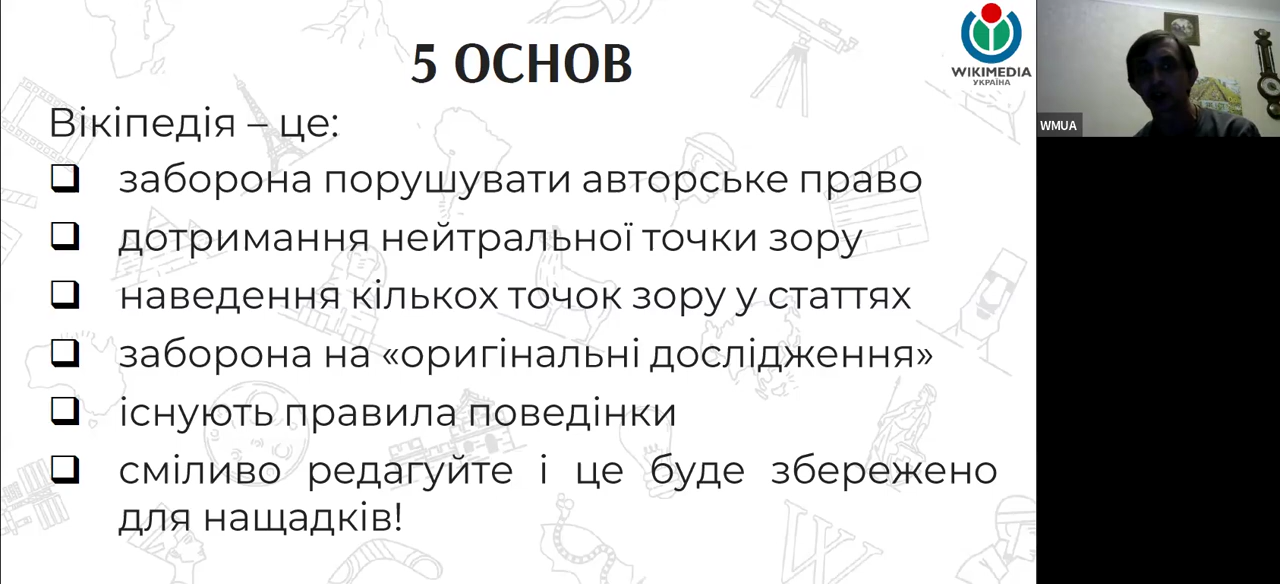 5 ОСНОВ
WIKIMEDIA
УКРАЇНА
WMUA
Вікіпедія – це:
заборона порушувати авторське право
дотримання нейтральної точки зору
наведення кількох точок зору у статтях
заборона на «оригінальні дослідження»
існують правила поведінки
сміливо редагуйте і це буде збережено
для нащадків!